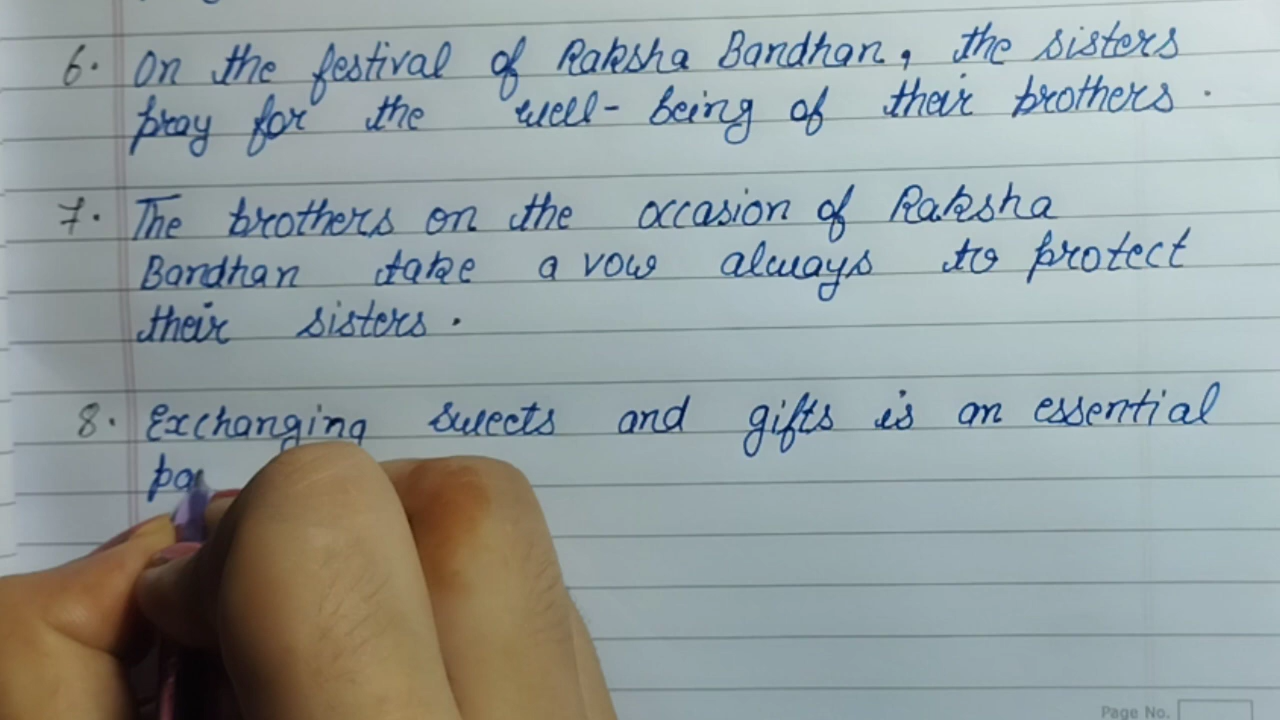 6. On the festival of Raksha Bandhan, the sisters
pray for the well-being of their brothers.
7. The brothers on the occasion of Raksha
Bandhan take a vow always to protect
their sisters.
8. Exchanging sweets and gifts is an essential
pa
Page No.